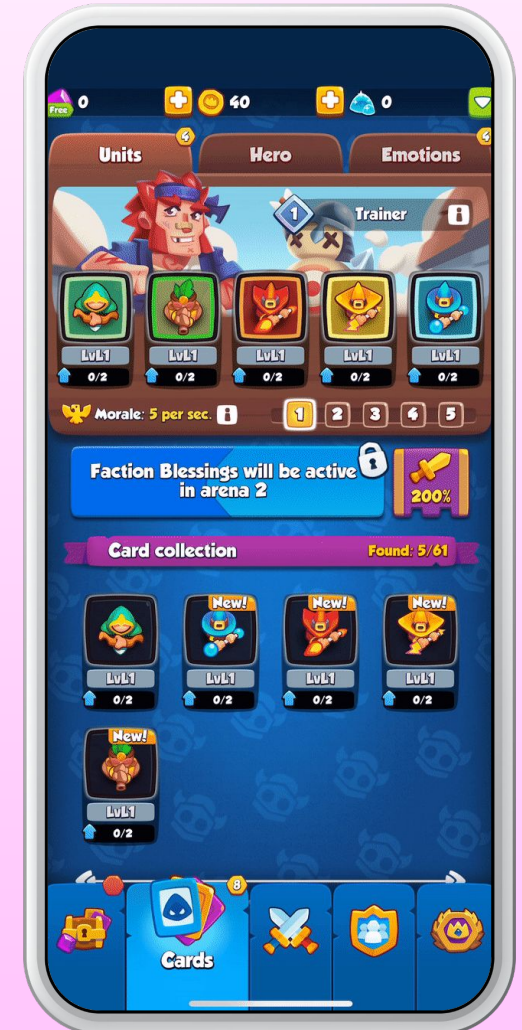 Free 0
40
0
4
4
Units
Hero
Emotions
1
Trainer
i
LVL1
LVL1
LVL1
LVL1
LVL1
0/2
0/2
0/2
0/2
0/2
Morale: 5 per sec. i
1
2
3
4
5
Faction Blessings will be active
in arena 2
200%
Card collection
Found: 5/61
New!
New!
New!
LVL1
LVL1
LVL1
LVL1
0/2
0/2
0/2
0/2
New!
LVL1
0/2
8
Cards